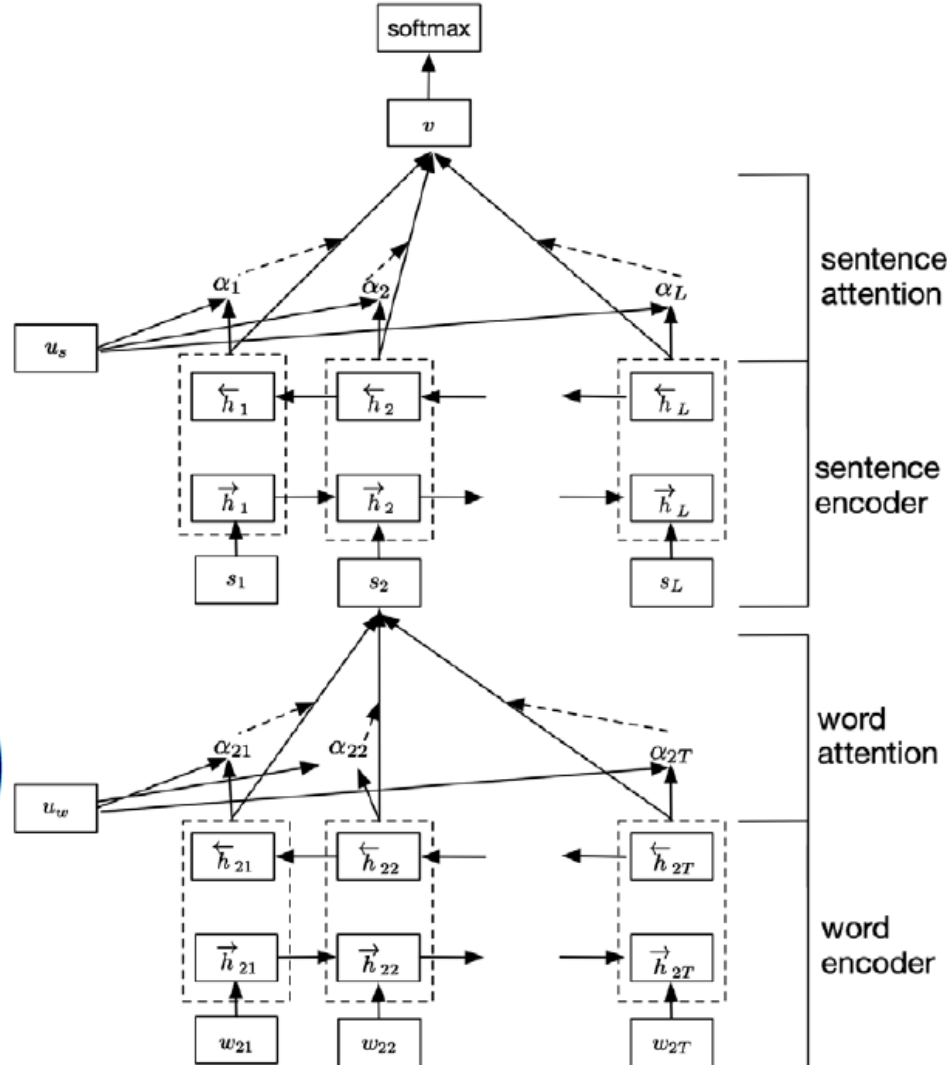 softmax
v
sentence
attention
α1 α2 αL
us
←h1 ←h2 ←hL
sentence
encoder
→h1 →h2 →hL
s1 s2 sL
word
attention
α21 α22 α2T
uw
←h21 ←h22 ←h2T
word
encoder
→h21 →h22 →h2T
w21 w22 w2T